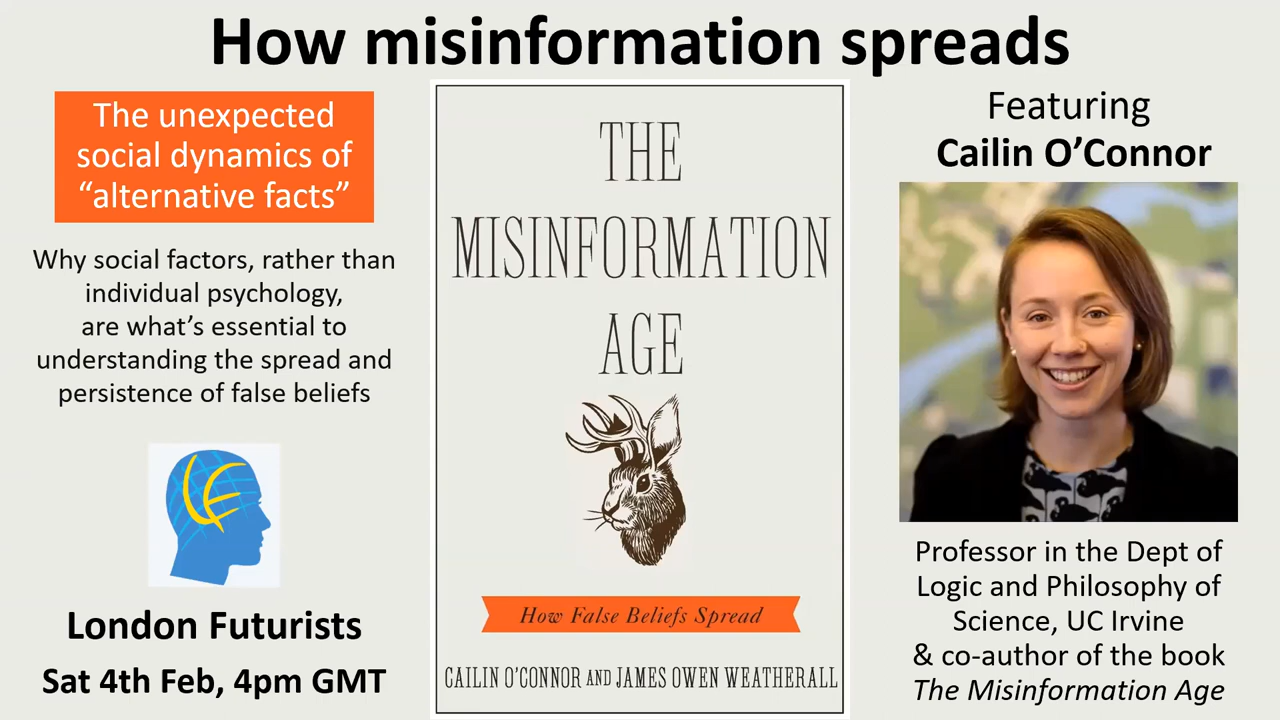 How misinformation spreads
The unexpected
social dynamics of
“alternative facts”
Why social factors, rather than
individual psychology,
are what’s essential to
understanding the spread and
persistence of false beliefs
London Futurists
Sat 4th Feb, 4pm GMT
THE
MISINFORMATION
AGE
How False Beliefs Spread
CAILIN O’CONNOR AND JAMES OWEN WEATHERALL
Featuring
Cailin O’Connor
Professor in the Dept of
Logic and Philosophy of
Science, UC Irvine
& co-author of the book
The Misinformation Age